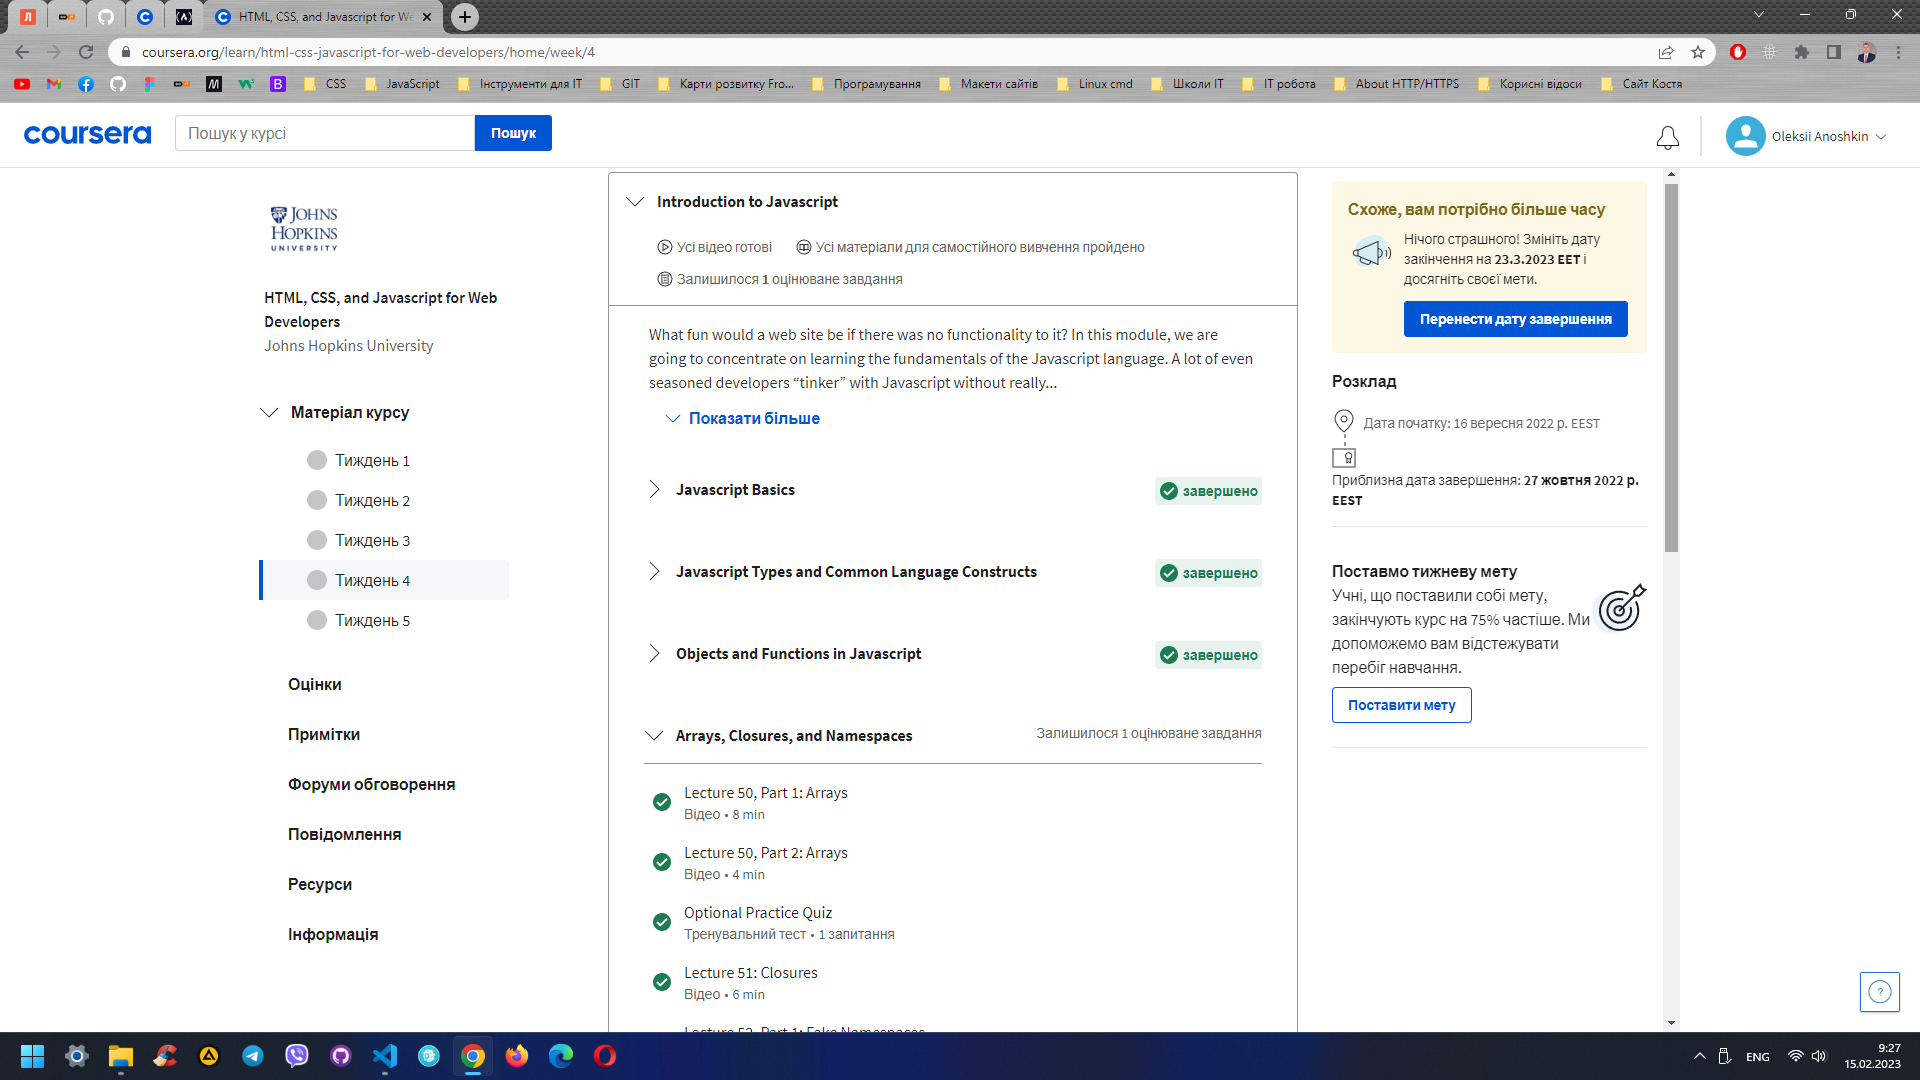 HTML, CSS, and Javascript for We
coursera.org/learn/html-css-javascript-for-web-developers/home/week/4
CSS
JavaScript
Інструменти для ІТ
GIT
Карти розвитку Fro...
Програмування
Макети сайтів
Linux cmd
Школи ІТ
ІТ робота
About HTTP/HTTPS
Корисні відоси
Сайт Костя
coursera
Пошук у курсі
Пошук
Oleksii Anoshkin
JOHNS
HOPKINS
UNIVERSITY
HTML, CSS, and Javascript for Web
Developers
Johns Hopkins University
Матеріал курсу
Тиждень 1
Тиждень 2
Тиждень 3
Тиждень 4
Тиждень 5
Оцінки
Примітки
Форуми обговорення
Повідомлення
Ресурси
Інформація
Introduction to Javascript
Усі відео готові
Усі матеріали для самостійного вивчення пройдено
Залишилося 1 оцінюване завдання
What fun would a web site be if there was no functionality to it? In this module, we are
going to concentrate on learning the fundamentals of the Javascript language. A lot of even
seasoned developers “tinker” with Javascript without really...
Показати більше
Javascript Basics
завершено
Javascript Types and Common Language Constructs
завершено
Objects and Functions in Javascript
завершено
Arrays, Closures, and Namespaces
Залишилося 1 оцінюване завдання
Lecture 50, Part 1: Arrays
Відео • 8 min
Lecture 50, Part 2: Arrays
Відео • 4 min
Optional Practice Quiz
Тренувальний тест • 1 запитання
Lecture 51: Closures
Відео • 6 min
Lecture 52, Part 1: Fake Namespaces
Схоже, вам потрібно більше часу
Нічого страшного! Змініть дату
закінчення на 23.3.2023 EET і
досягніть своєї мети.
Перенести дату завершення
Розклад
Дата початку: 16 вересня 2022 р. EEST
Приблизна дата завершення: 27 жовтня 2022 р.
EEST
Поставмо тижневу мету
Учні, що поставили собі мету,
закінчують курс на 75% частіше. Ми
допоможемо вам відстежувати
перебіг навчання.
Поставити мету
ENG
9:27
15.02.2023